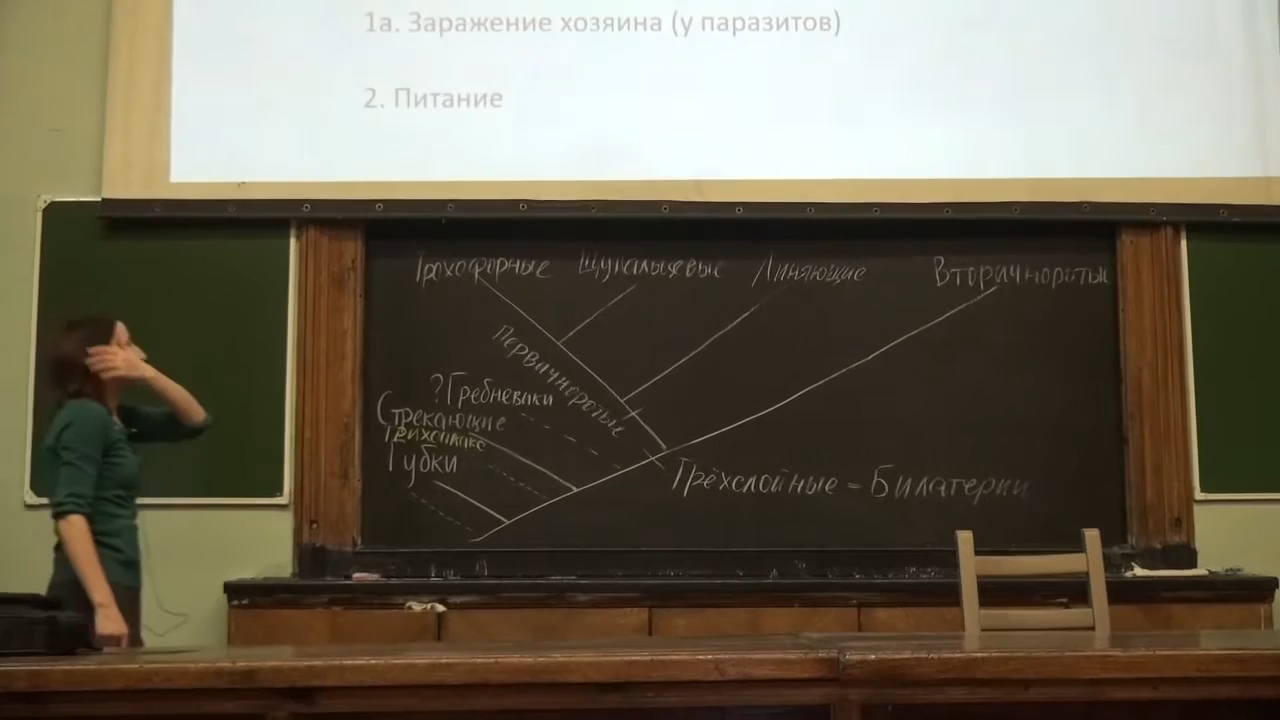 1а. Заражение хозяина (у паразитов)
2. Питание
Трохофорные Щупальцевые Линяющие Вторичноротые
Первичноротые
?Гребневики
Стрекающие
Трихоплакс
Губки
Трёхслойные = Билатерии